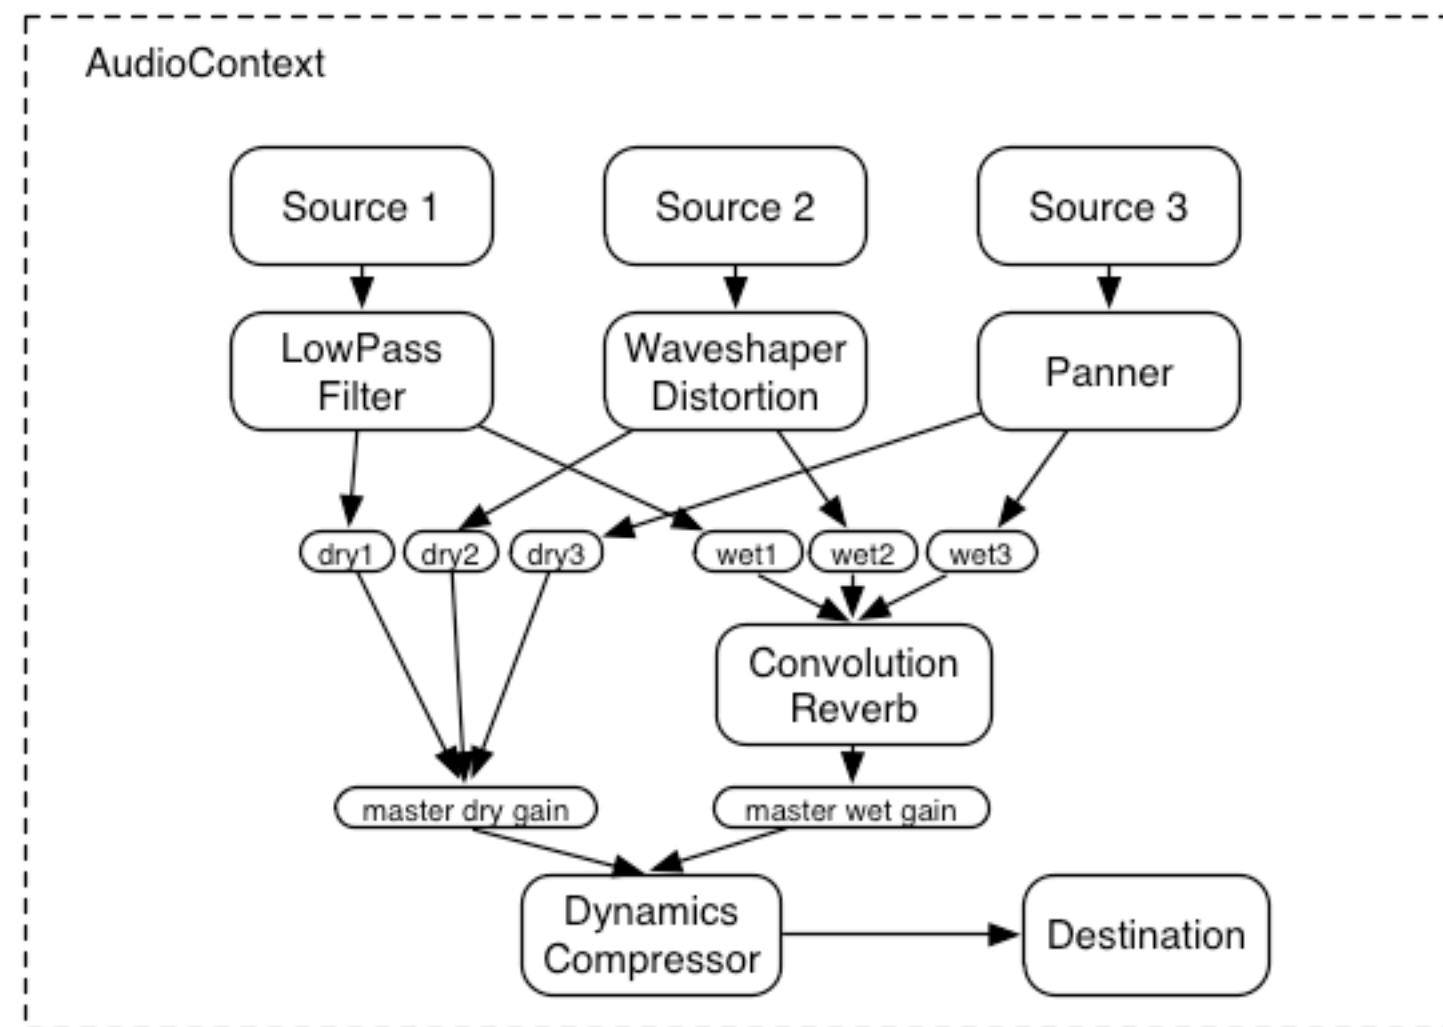 AudioContext
Source 1
Source 2
Source 3
LowPass
Filter
Waveshaper
Distortion
Panner
dry1
dry2
dry3
wet1
wet2
wet3
Convolution
Reverb
master dry gain
master wet gain
Dynamics
Compressor
Destination